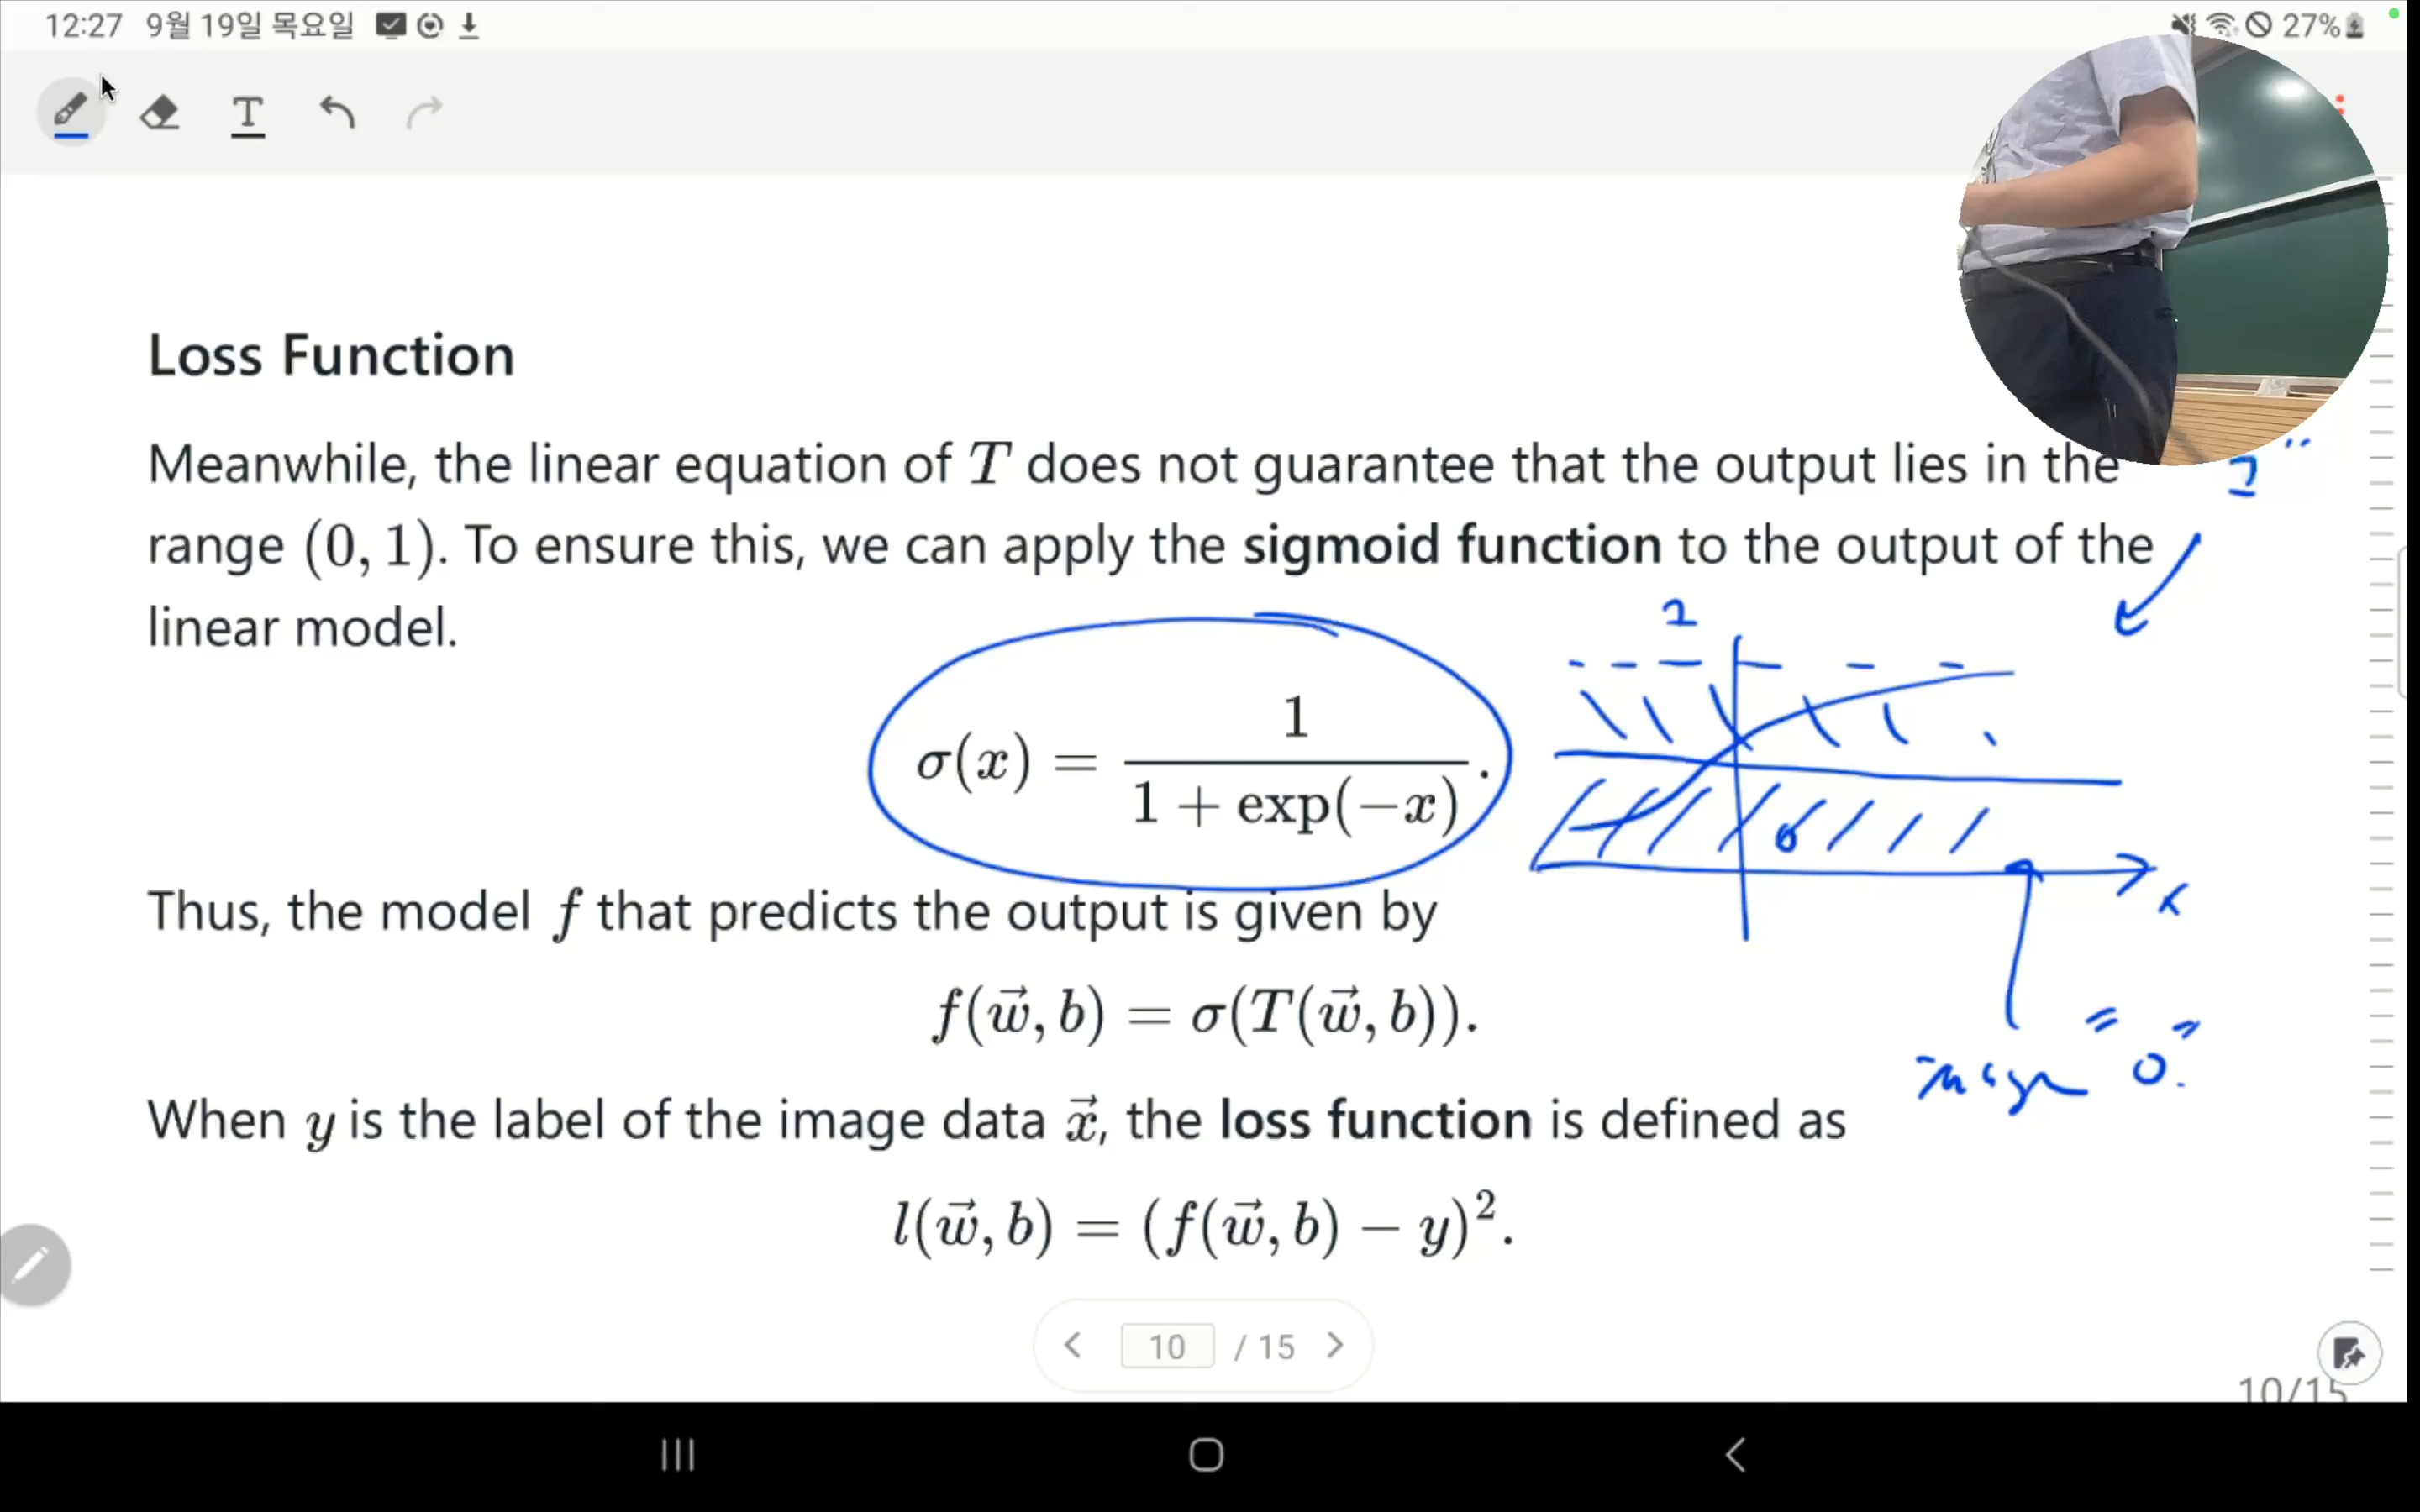 12:27 9월 19일 목요일 27%
T
Loss Function
Meanwhile, the linear equation of T does not guarantee that the output lies in the
range (0, 1). To ensure this, we can apply the sigmoid function to the output of the
linear model.
1
σ(x) = 1 / (1 + exp(−x)).
x
Thus, the model f that predicts the output is given by
f(w⃗, b) = σ(T(w⃗, b)).
image "0"
When y is the label of the image data x⃗, the loss function is defined as
l(w⃗, b) = (f(w⃗, b) − y)².
10 / 15
10/15